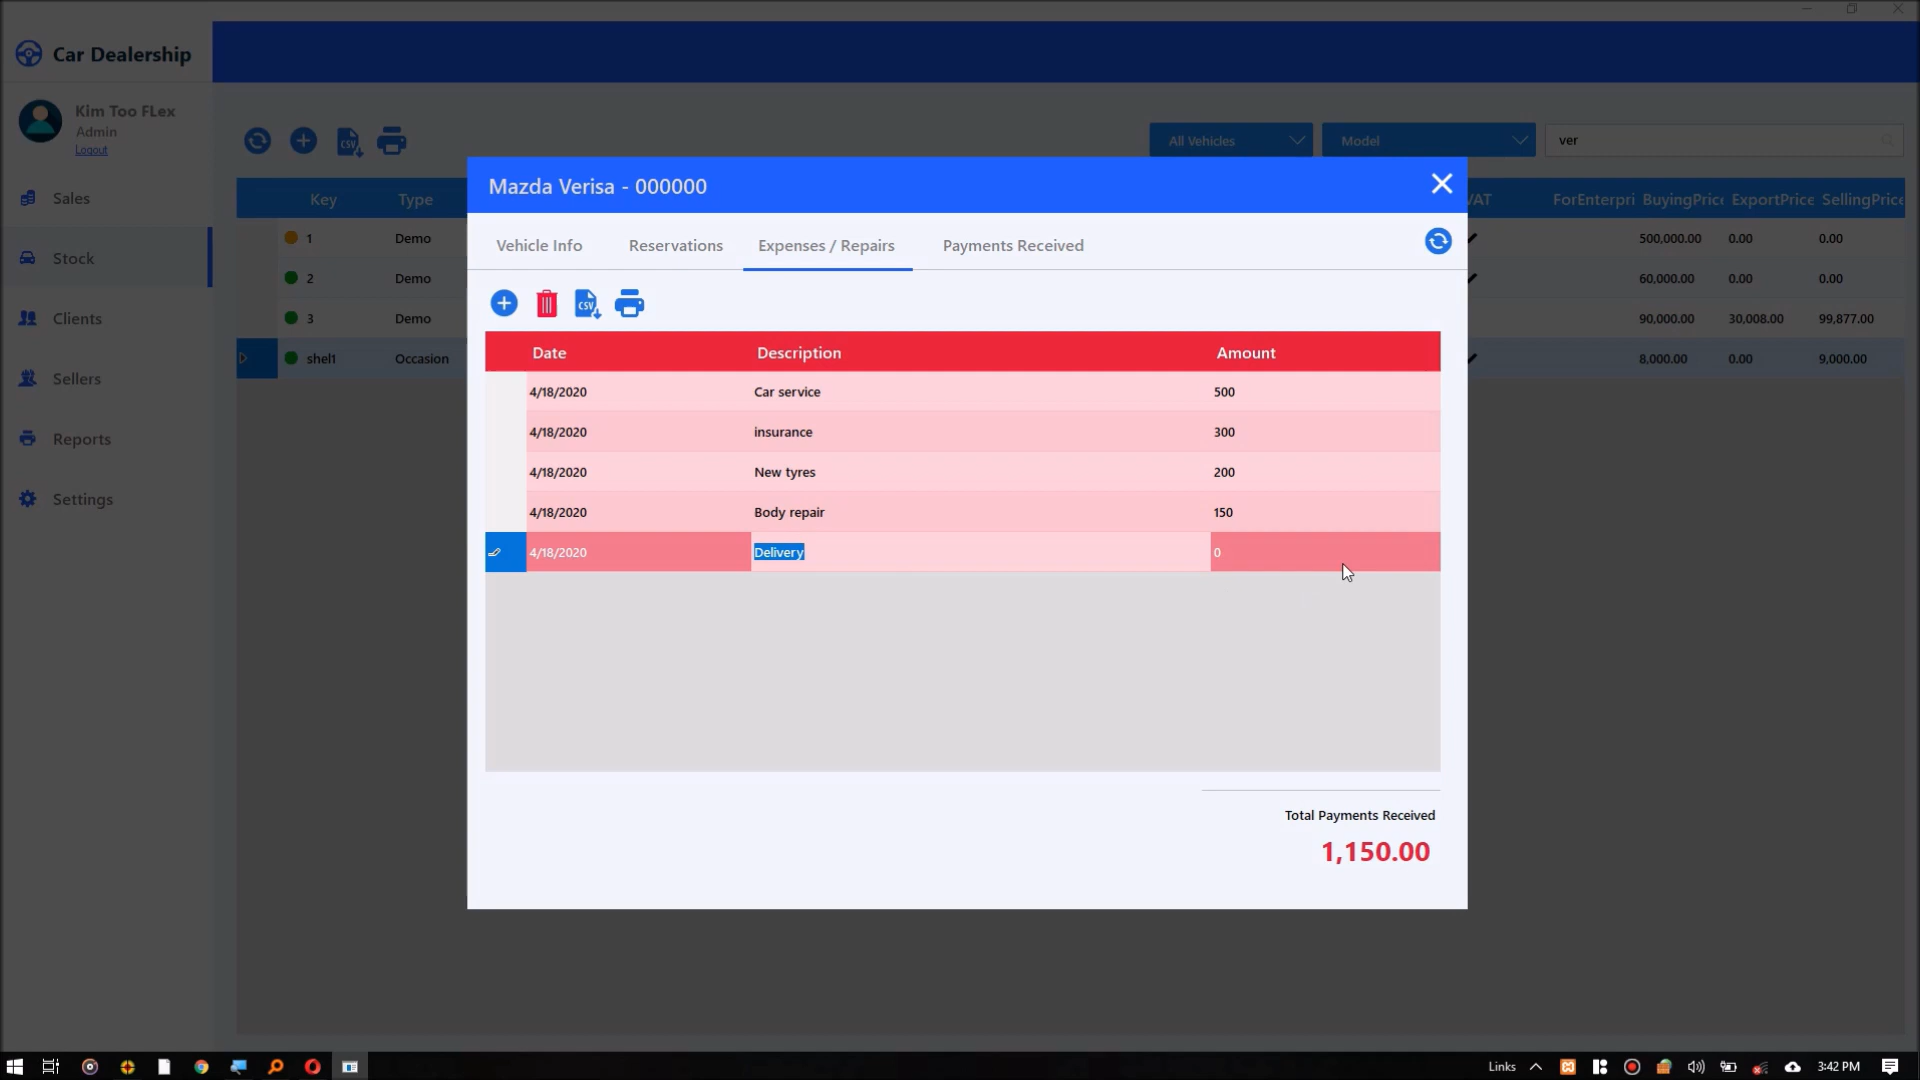 Car Dealership
Kim Too FLex
Admin
Logout
Sales
Stock
Clients
Sellers
Reports
Settings
CSV
All Vehicles
Model
ver
Key Type VAT ForEnterpri BuyingPrice ExportPrice SellingPrice
1 Demo 500,000.00 0.00 0.00
2 Demo 60,000.00 0.00 0.00
3 Demo 90,000.00 30,008.00 99,877.00
shel1 Occasion 8,000.00 0.00 9,000.00
Mazda Verisa - 000000
Vehicle Info Reservations Expenses / Repairs Payments Received
CSV
Date Description Amount
4/18/2020 Car service 500
4/18/2020 insurance 300
4/18/2020 New tyres 200
4/18/2020 Body repair 150
4/18/2020 Delivery 0
Total Payments Received
1,150.00
Links 3:42 PM